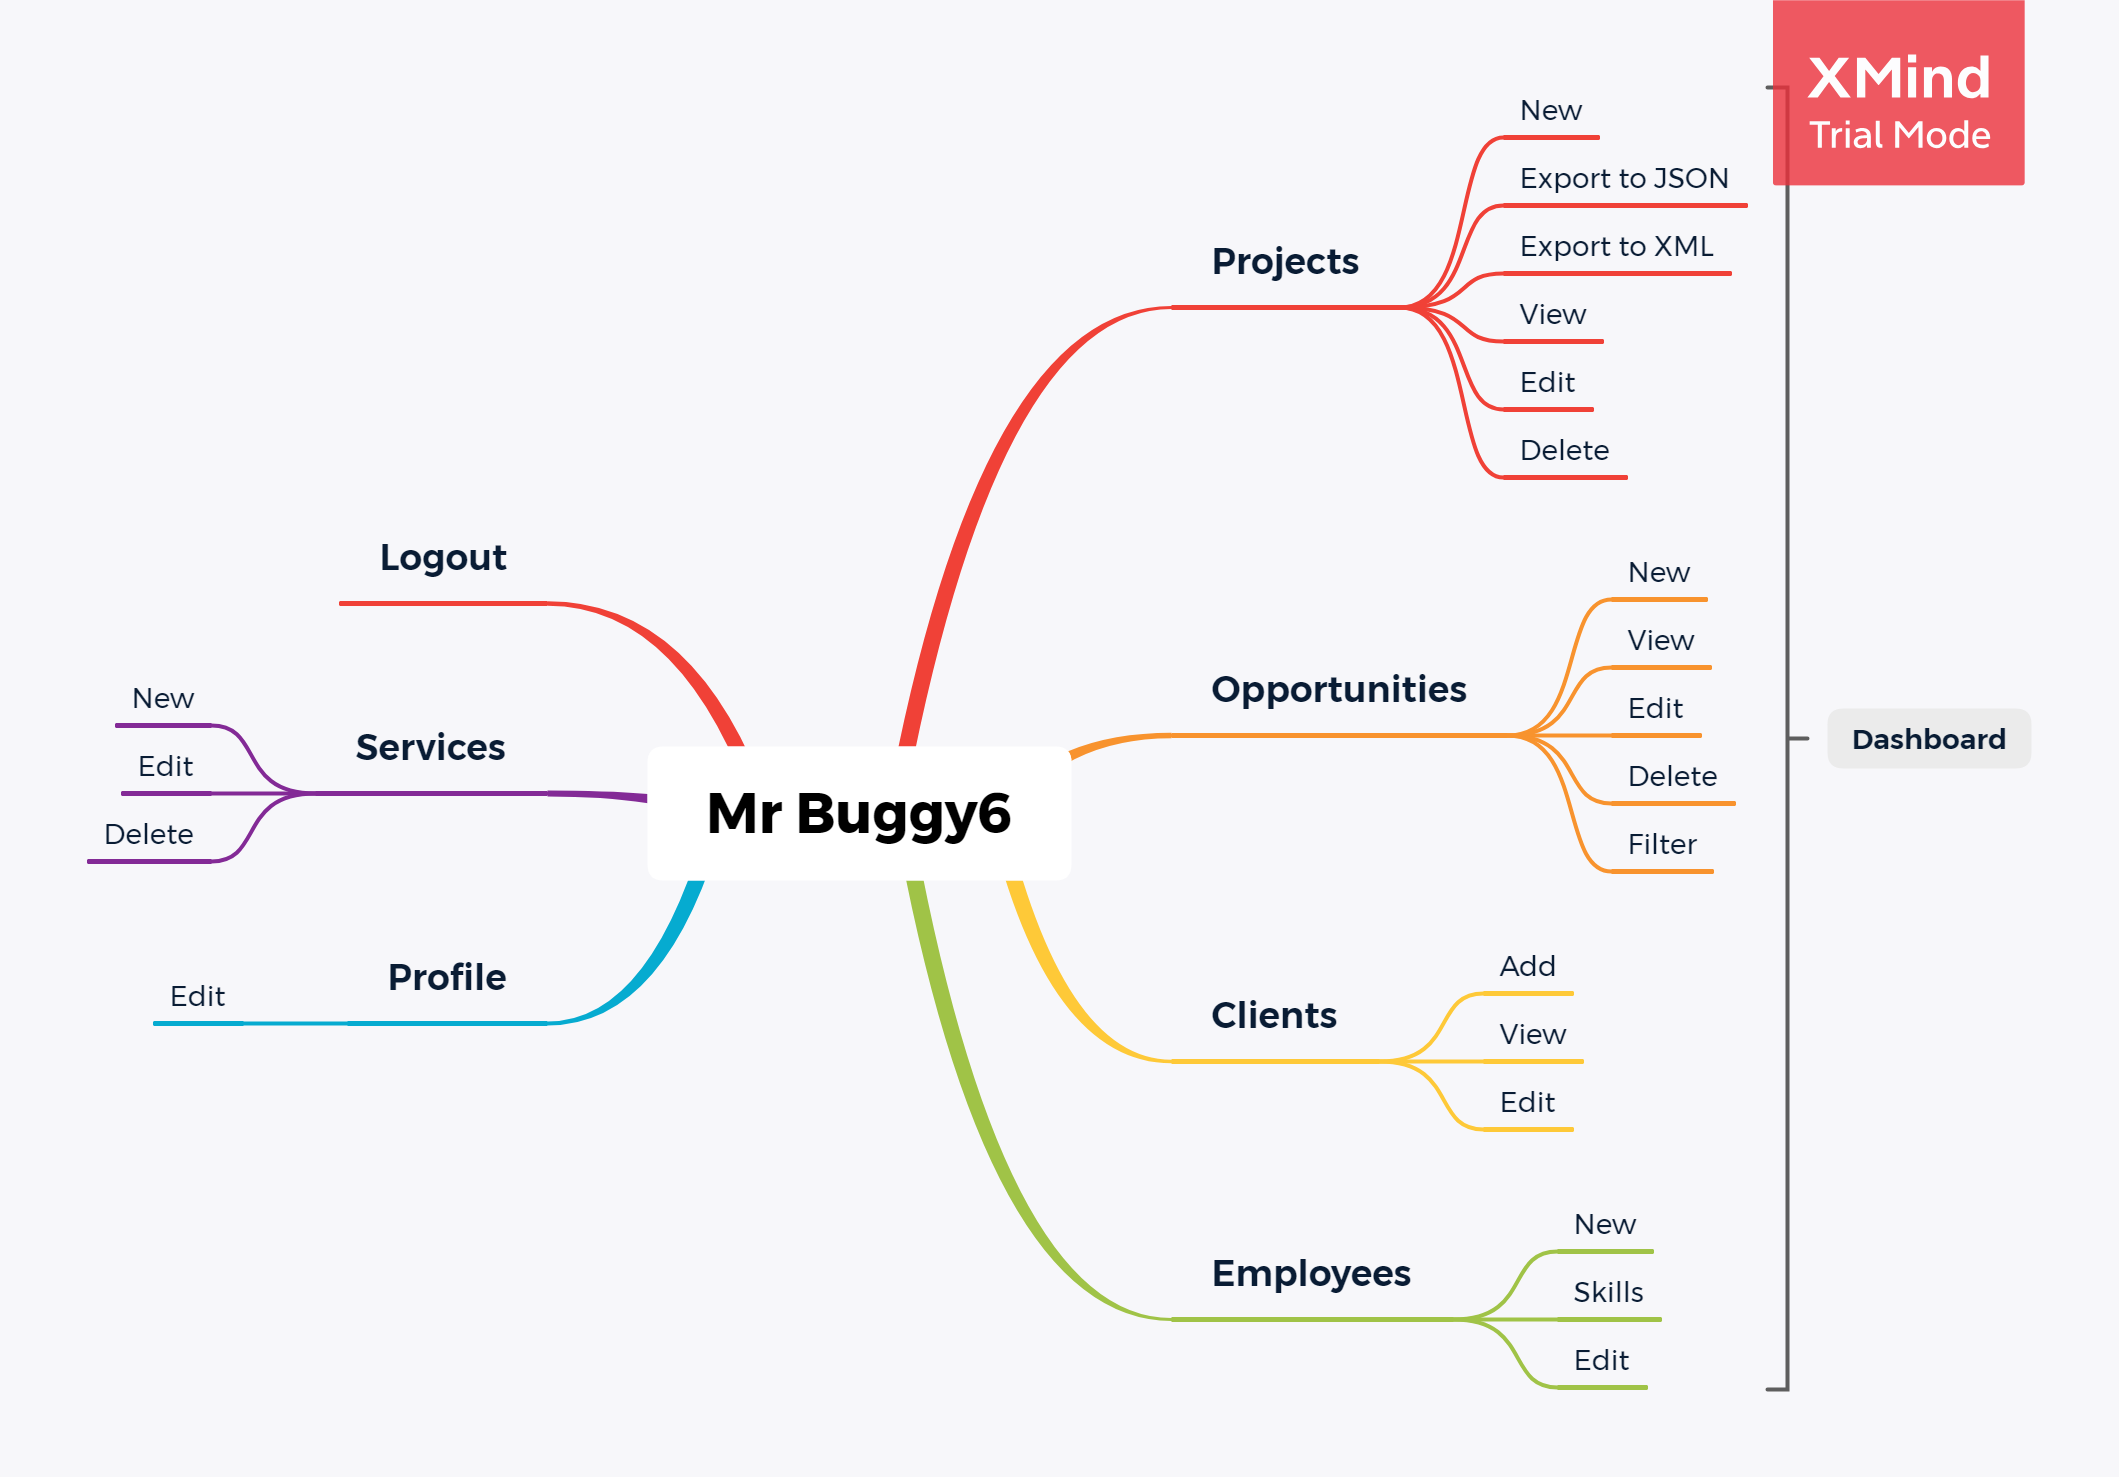 XMind
Trial Mode
Mr Buggy6
Projects
New
Export to JSON
Export to XML
View
Edit
Delete
Opportunities
New
View
Edit
Delete
Filter
Clients
Add
View
Edit
Employees
New
Skills
Edit
Dashboard
Logout
Services
New
Edit
Delete
Profile
Edit